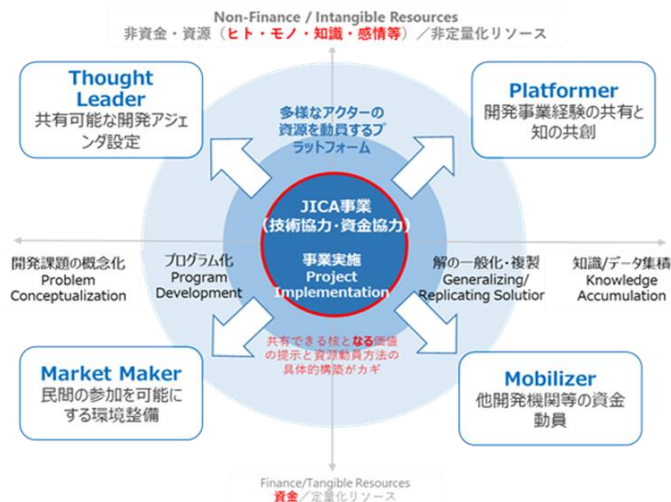 Non-Finance / Intangible Resources
非資金・資源（ヒト・モノ・知識・感情等）／非定量化リソース
Thought
Leader
共有可能な開発アジェ
ンダ設定
Platformer
開発事業経験の共有と
知の共創
多様なアクターの
資源を動員するプ
ラットフォーム
JICA事業
（技術協力・資金協力）
事業実施
Project
Implementation
開発課題の概念化
Problem
Conceptualization
プログラム化
Program
Development
解の一般化・複製
Generalizing/
Replicating Solutior
知識/データ集積
Knowledge
Accumulation
共有できる核となる価値
の提示と資源動員方法の
具体的構築がカギ
Market Maker
民間の参加を可能に
する環境整備
Mobilizer
他開発機関等の資金
動員
Finance/Tangible Resources
資金／定量化リソース